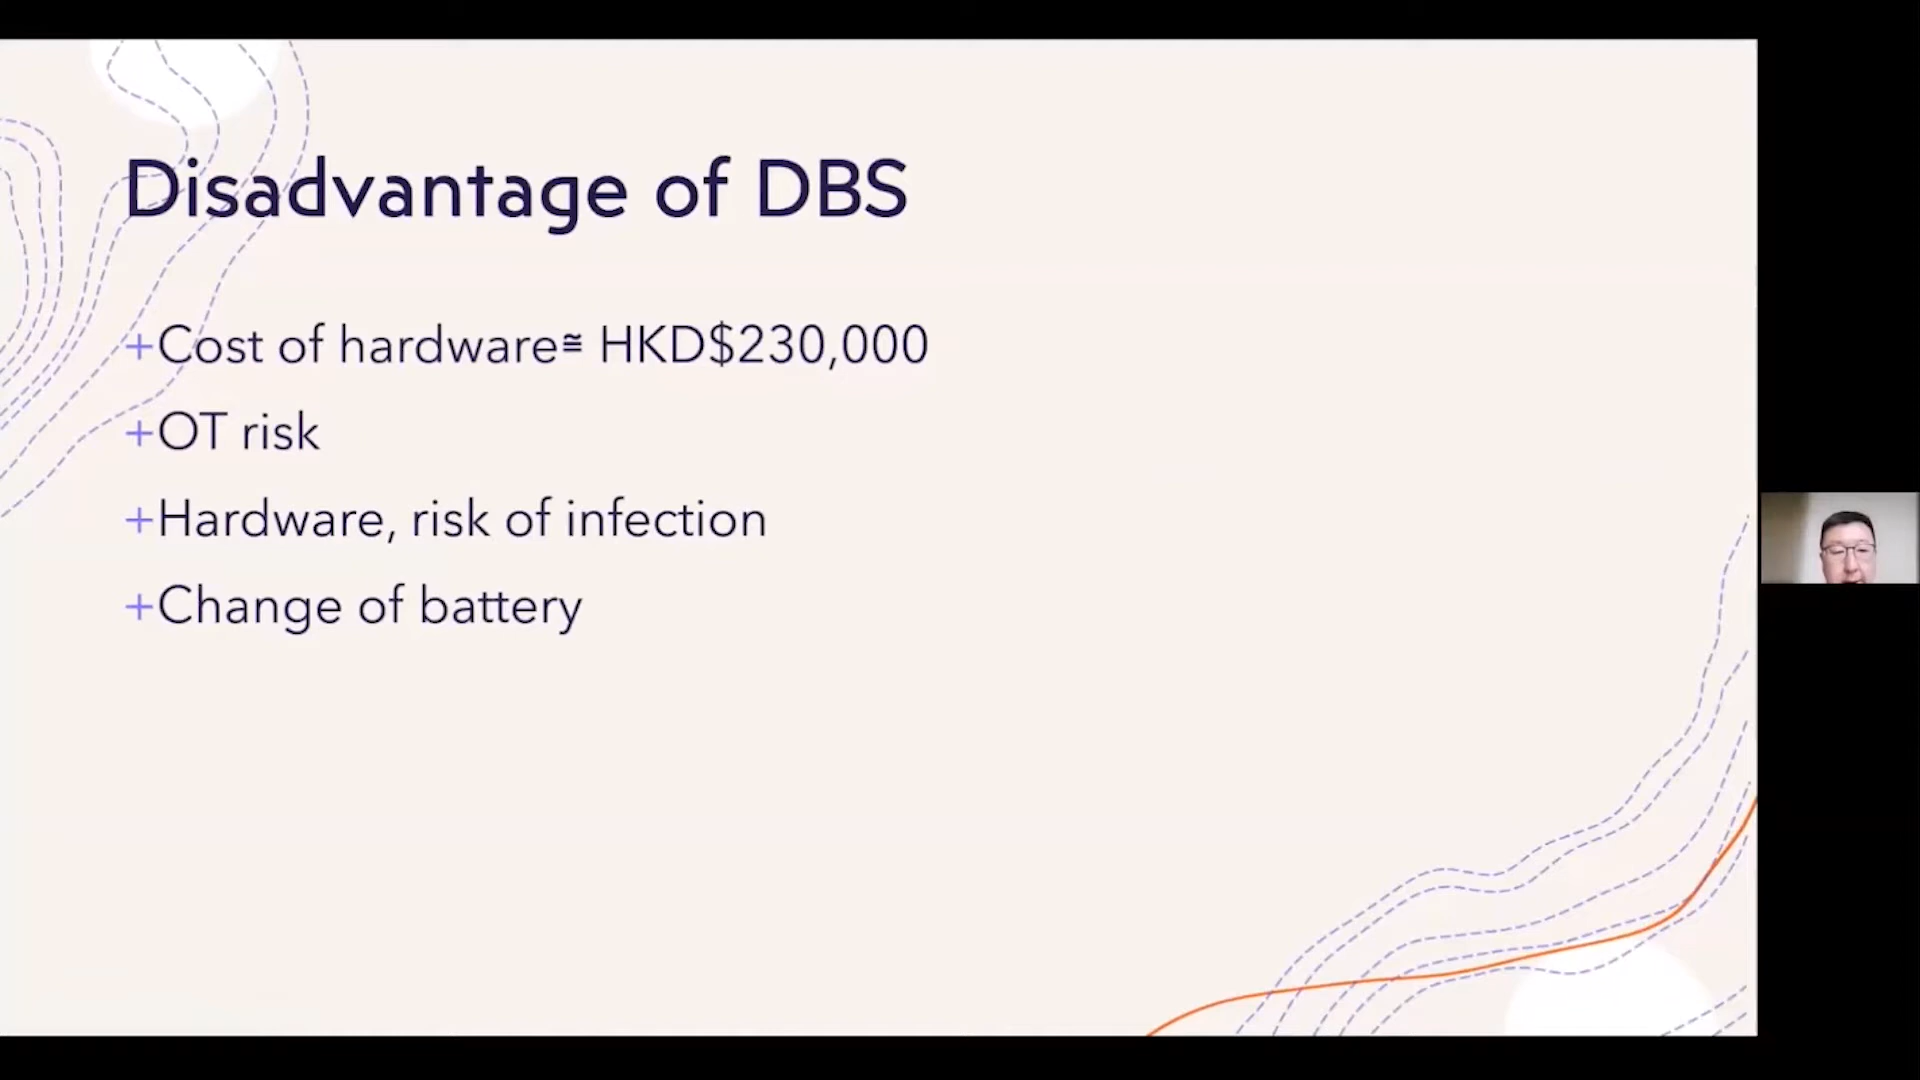 Disadvantage of DBS
+Cost of hardware≅ HKD$230,000
+OT risk
+Hardware, risk of infection
+Change of battery